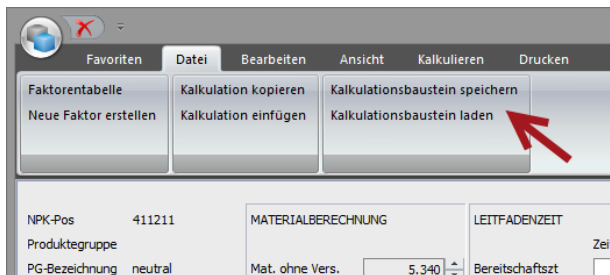 Favoriten Datei Bearbeiten Ansicht Kalkulieren Drucken
Faktorentabelle Kalkulation kopieren Kalkulationsbaustein speichern
Neue Faktor erstellen Kalkulation einfügen Kalkulationsbaustein laden
NPK-Pos 411211 MATERIALBERECHNUNG LEITFADENZEIT
Produktegruppe
PG-Bezeichnung neutral Mat. ohne Vers. 5.340 Bereitschaftszt